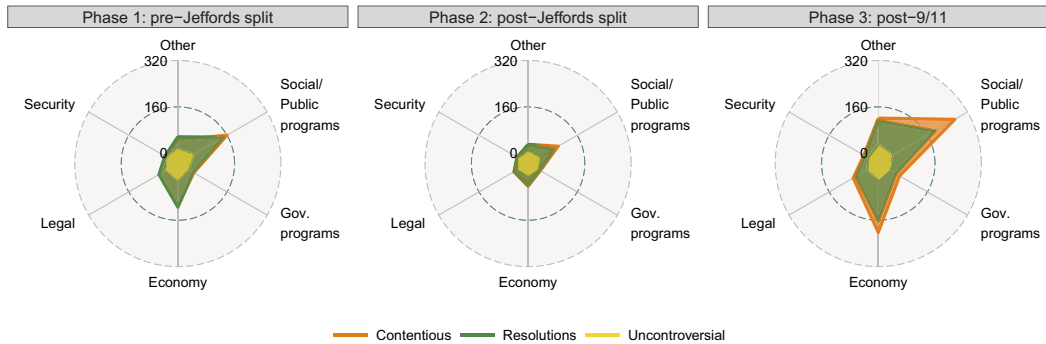 Phase 1: pre−Jeffords split
Phase 2: post−Jeffords split
Phase 3: post−9/11
Other
320
Social/
Public
programs
Security
160
0
Legal
Gov.
programs
Economy
Other
320
Social/
Public
programs
Security
160
0
Legal
Gov.
programs
Economy
Other
320
Social/
Public
programs
Security
160
0
Legal
Gov.
programs
Economy
Contentious
Resolutions
Uncontroversial